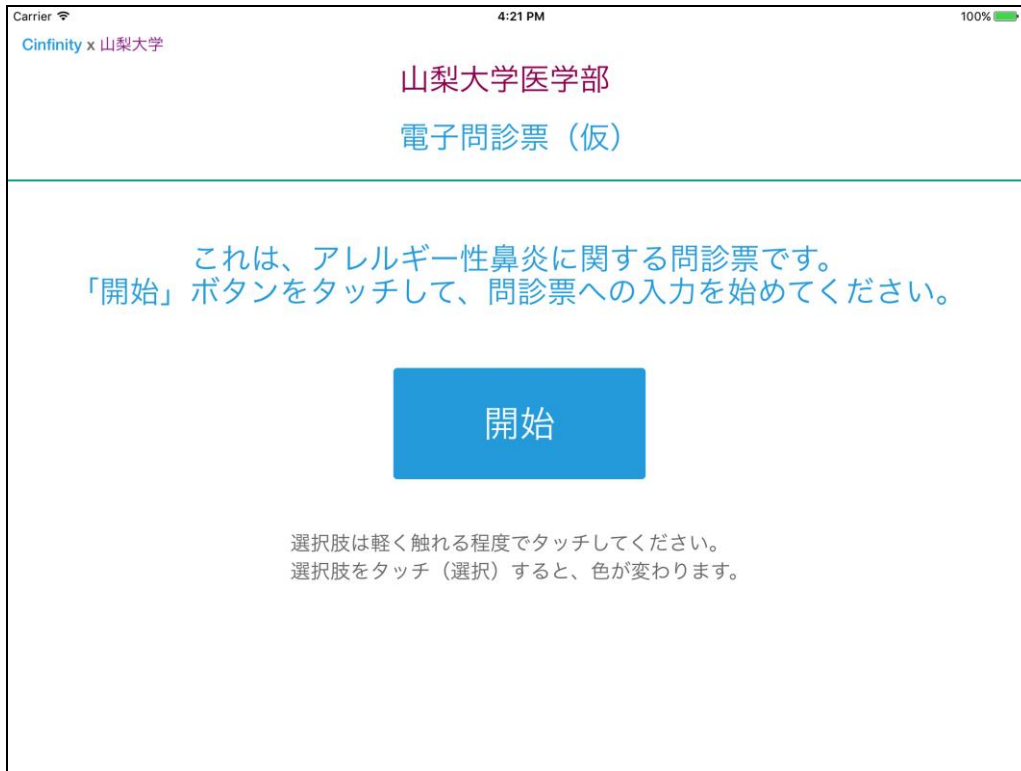 Carrier 4:21 PM 100%
Cinfinity x 山梨大学
山梨大学医学部
電子問診票（仮）
これは、アレルギー性鼻炎に関する問診票です。
「開始」ボタンをタッチして、問診票への入力を始めてください。
開始
選択肢は軽く触れる程度でタッチしてください。
選択肢をタッチ（選択）すると、色が変わります。